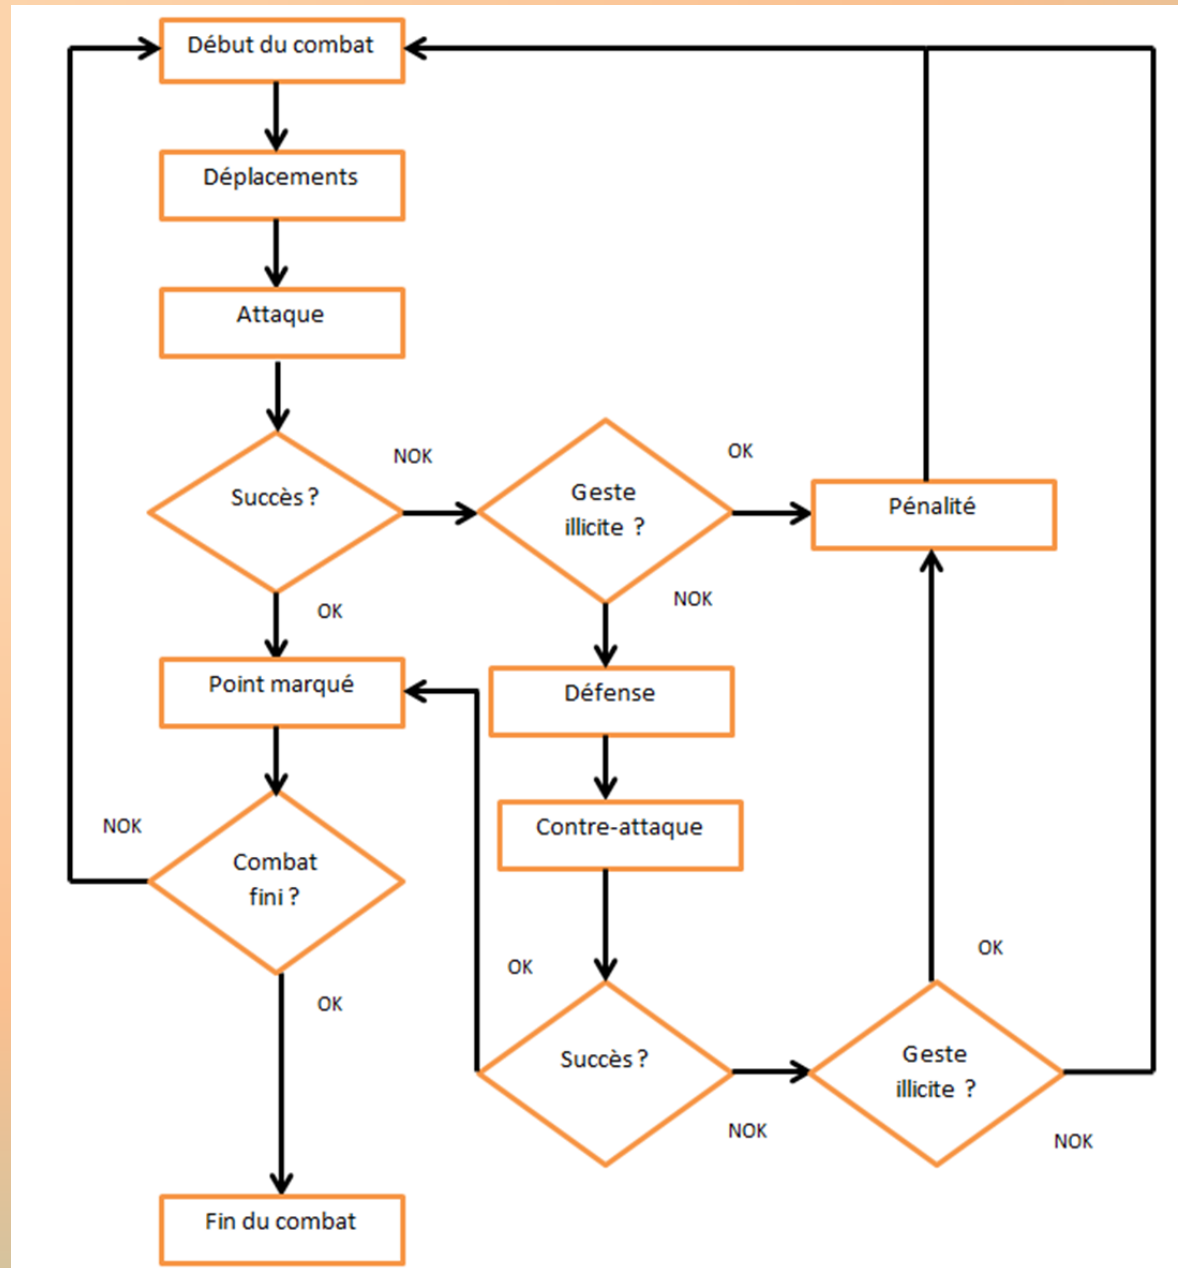 Début du combat
Déplacements
Attaque
Succès ?
NOK
Geste
illicite ?
OK
Pénalité
OK
NOK
Point marqué
Défense
NOK
Combat
fini ?
Contre-attaque
OK
OK
Succès ?
NOK
OK
Geste
illicite ?
NOK
Fin du combat